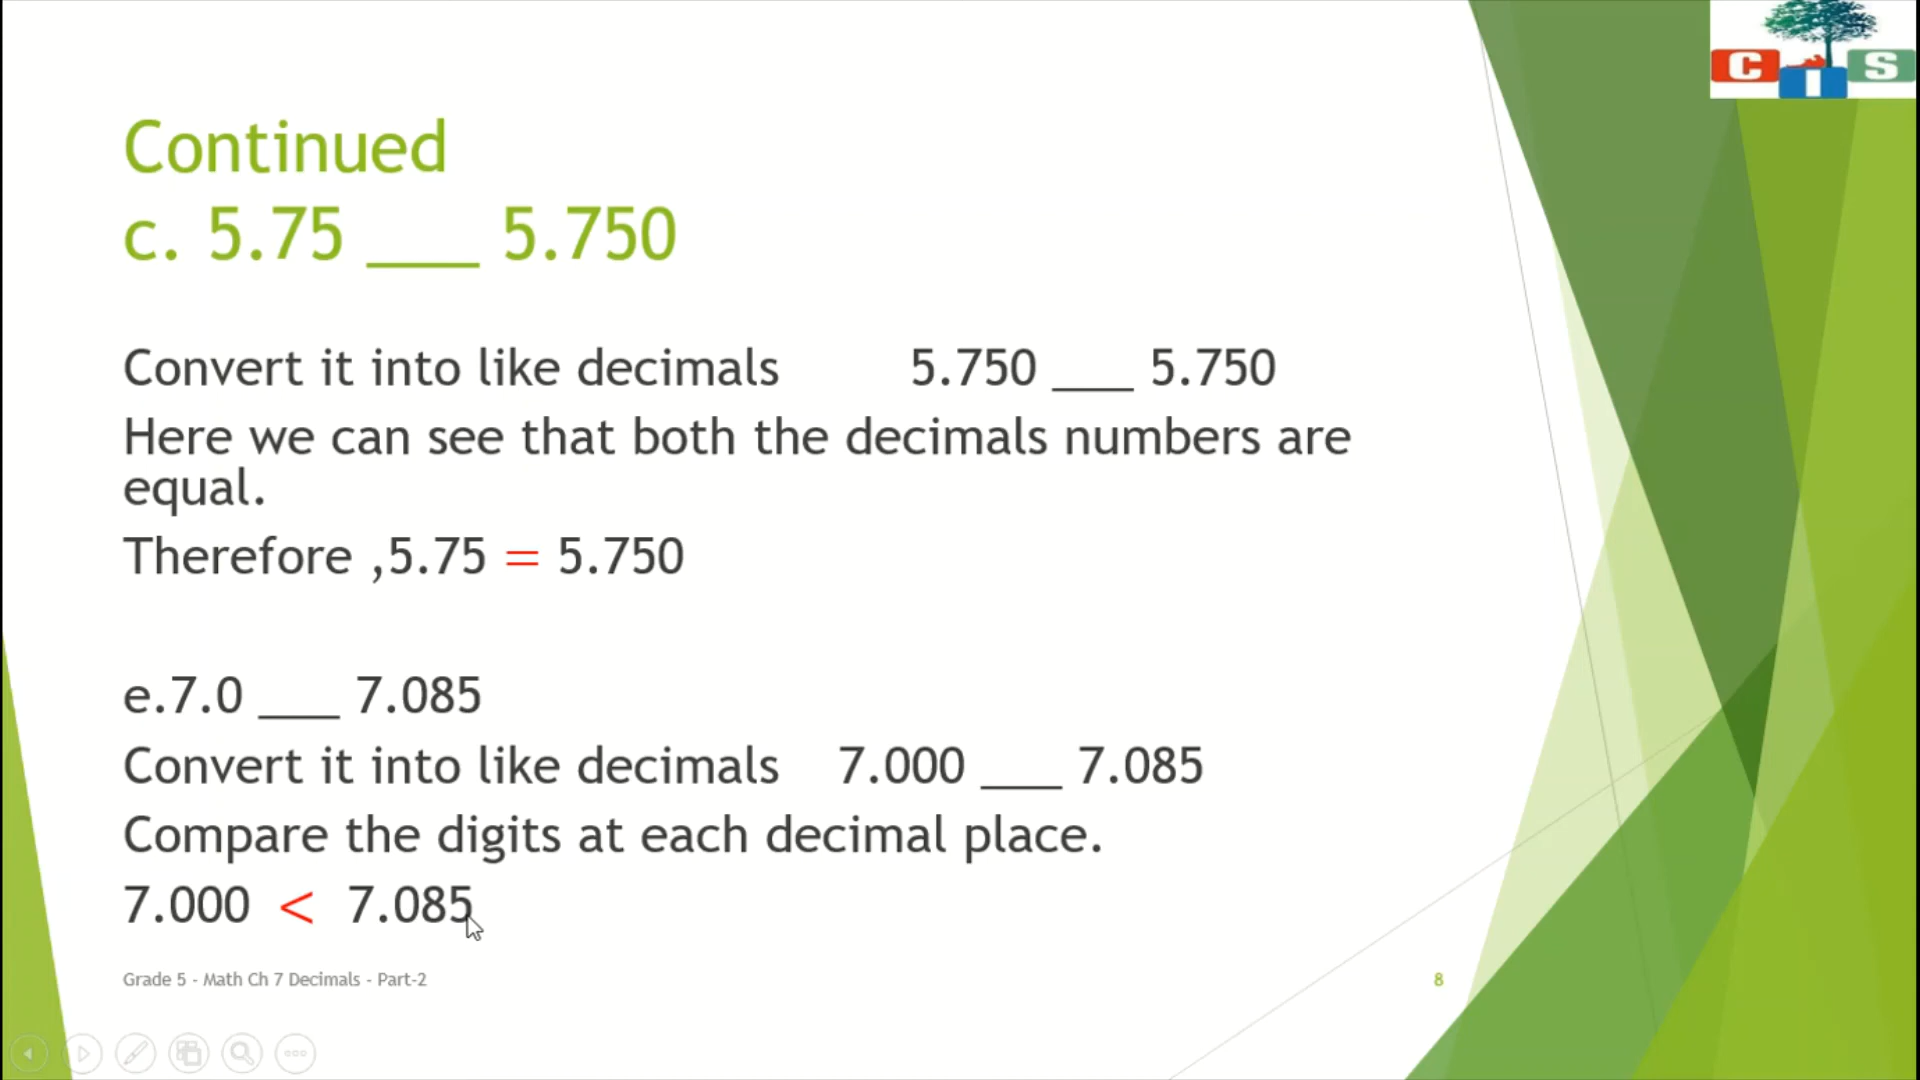 C I S
Continued
c. 5.75 ___ 5.750
Convert it into like decimals 5.750 ___ 5.750
Here we can see that both the decimals numbers are
equal.
Therefore ,5.75 = 5.750
e.7.0 ___ 7.085
Convert it into like decimals 7.000 ___ 7.085
Compare the digits at each decimal place.
7.000 < 7.085
Grade 5 - Math Ch 7 Decimals - Part-2
8